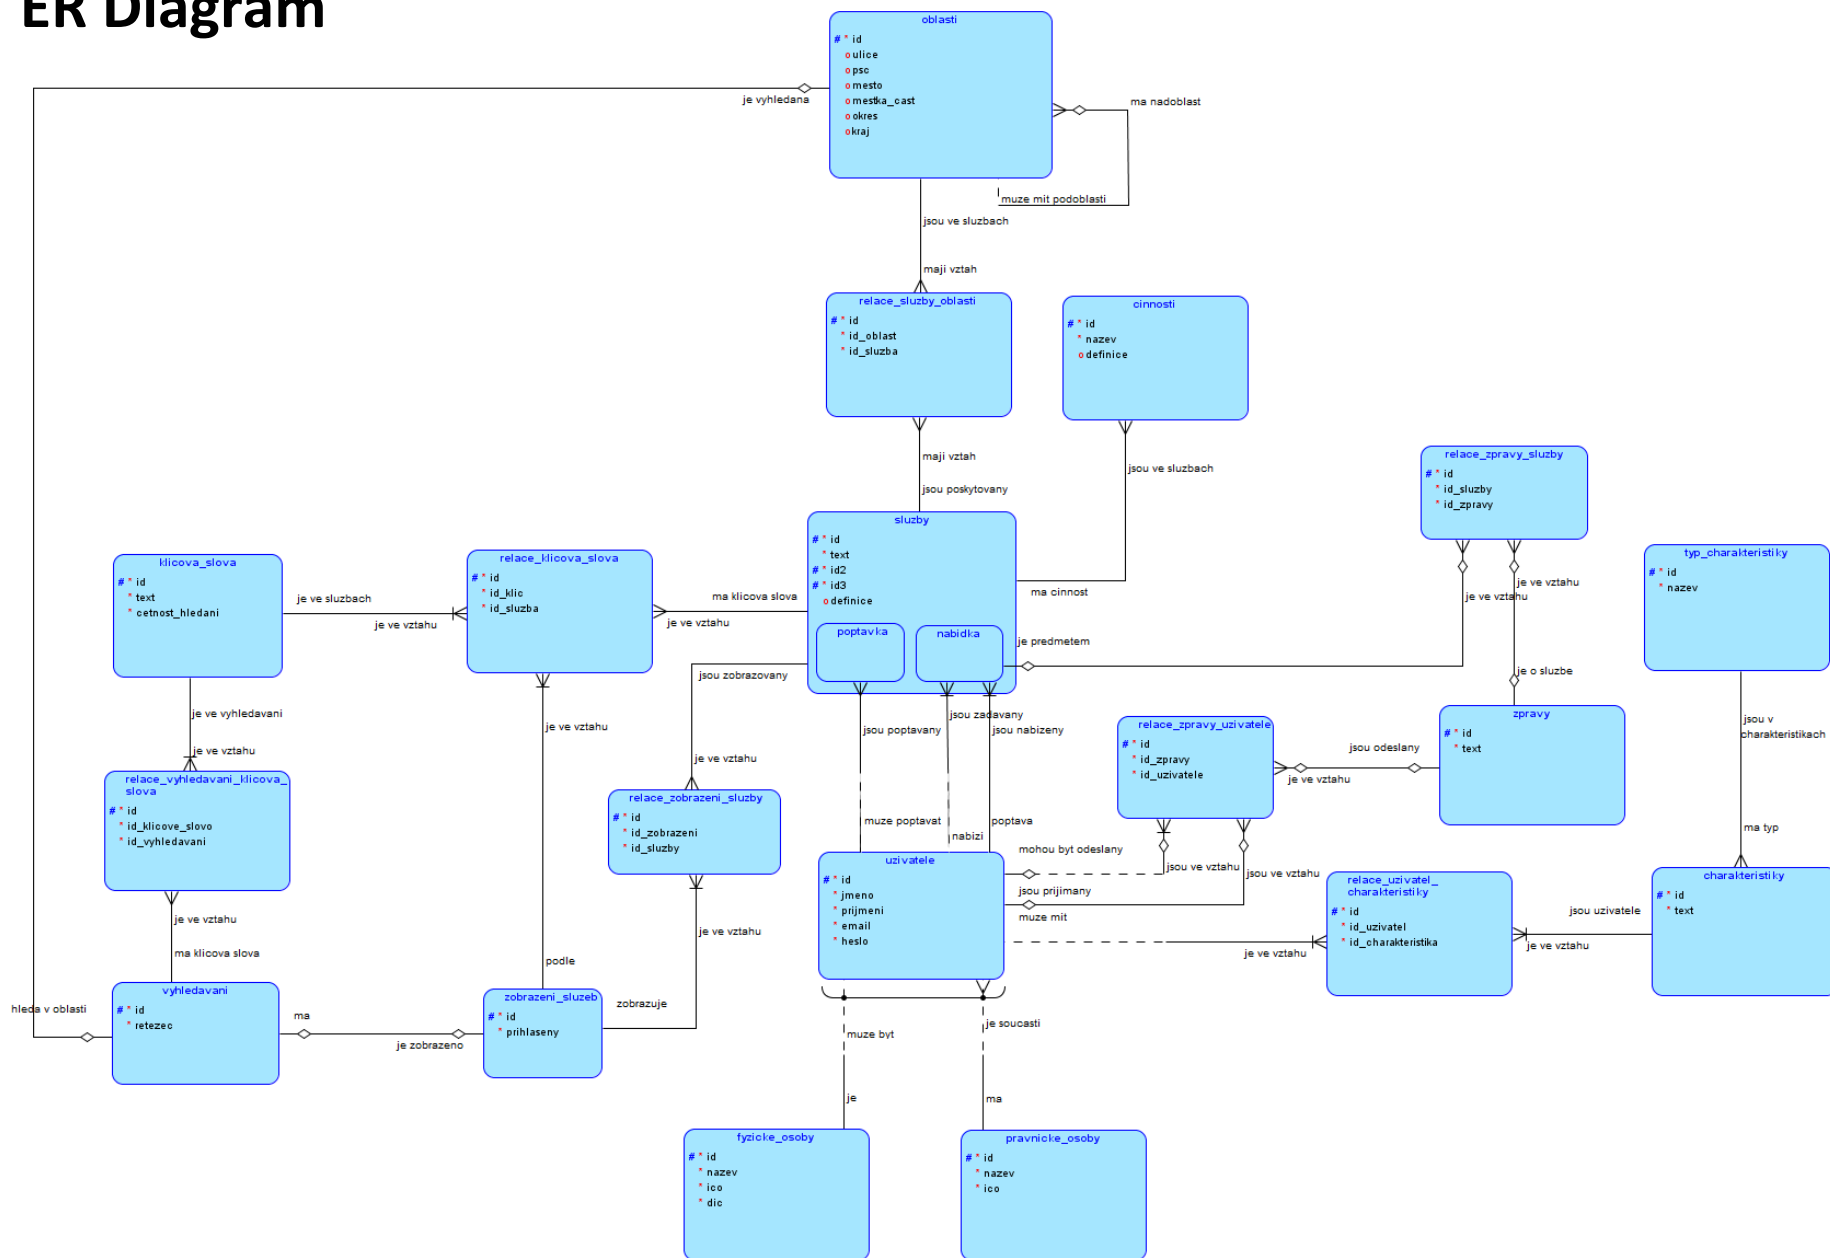 ER Diagram
oblasti
# * id
o ulice
o psc
o mesto
o mestka_cast
o okres
o kraj
je vyhledana
ma nadoblast
muze mit podoblasti
jsou ve sluzbach
maji vztah
relace_sluzby_oblasti
# * id
* id_oblast
* id_sluzba
cinnosti
# * id
* nazev
o definice
maji vztah
jsou poskytovany
jsou ve sluzbach
relace_zpravy_sluzby
# * id
* id_sluzby
* id_zpravy
sluzby
# * id
* text
# * id2
# * id3
o definice
poptavka
nabidka
klicova_slova
# * id
* text
* cetnost_hledani
je ve sluzbach
je ve vztahu
relace_klicova_slova
# * id
* id_klic
* id_sluzba
ma klicova slova
je ve vztahu
ma cinnost
je predmetem
je ve vztahu
je ve vztahu
je o sluzbe
typ_charakteristiky
# * id
* nazev
jsou zobrazovany
je ve vyhledavani
je ve vztahu
je ve vztahu
jsou zadavany
jsou poptavany
jsou nabizeny
relace_zpravy_uzivatele
# * id
* id_zpravy
* id_uzivatele
jsou odeslany
je ve vztahu
zpravy
# * id
* text
jsou v
charakteristikach
ma typ
relace_vyhledavani_klicova_
slova
# * id
* id_klicove_slovo
* id_vyhledavani
je ve vztahu
relace_zobrazeni_sluzby
# * id
* id_zobrazeni
* id_sluzby
muze poptavat
nabizi
poptava
mohou byt odeslany
jsou ve vztahu
jsou ve vztahu
jsou prijimany
muze mit
uzivatele
# * id
* jmeno
* prijmeni
* email
* heslo
relace_uzivatel_
charakteristiky
# * id
* id_uzivatel
* id_charakteristika
je ve vztahu
jsou uzivatele
je ve vztahu
charakteristiky
# * id
* text
je ve vztahu
ma klicova slova
je ve vztahu
podle
hleda v oblasti
vyhledavani
# * id
* retezec
ma
je zobrazeno
zobrazeni_sluzeb
# * id
* prihlaseny
zobrazuje
muze byt
je soucasti
je
ma
fyzicke_osoby
# * id
* nazev
* ico
* dic
pravnicke_osoby
# * id
* nazev
* ico